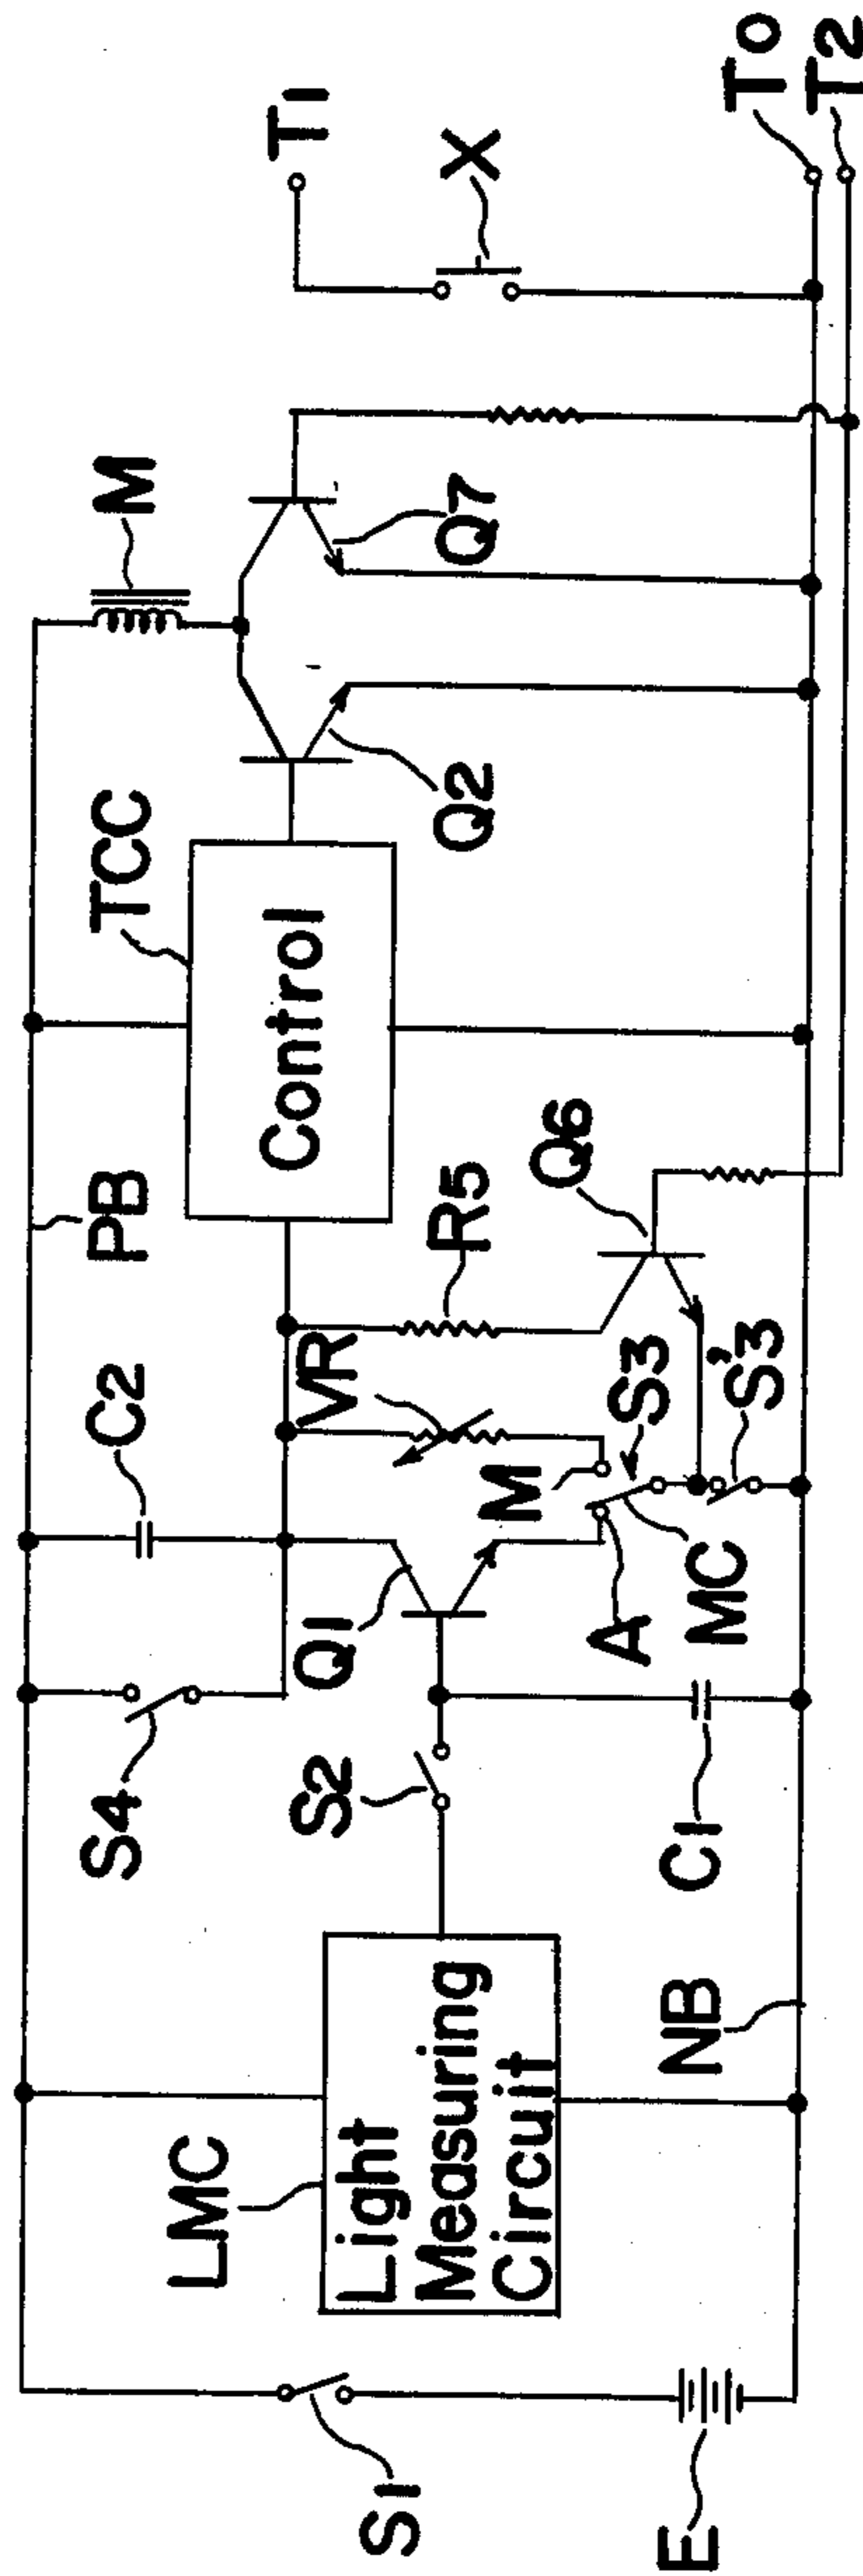 S1
E
LMC
Light
Measuring
Circuit
NB
S4
S2
C1
Q1
C2
A
MC
M
VR
S3
S'3
R5
Q6
PB
TCC
Control
Q2
M
Q7
X
T1
T0
T2